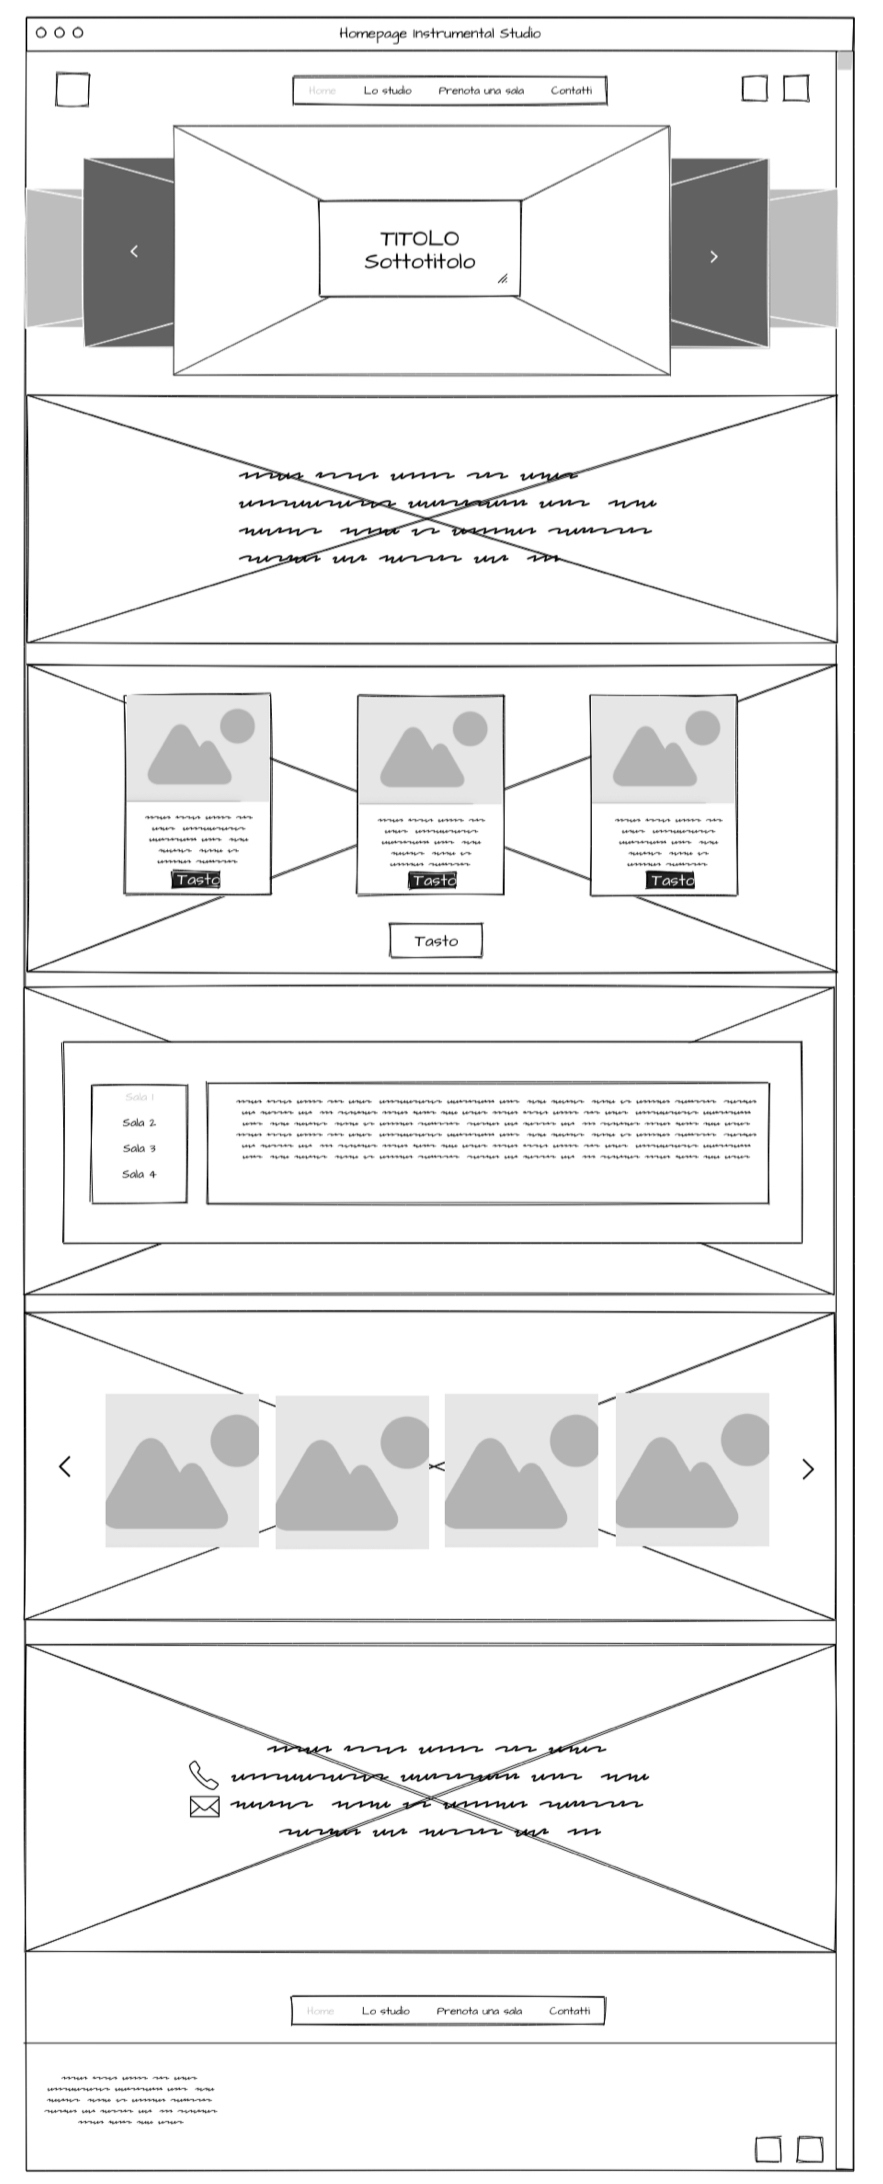 Homepage Instrumental Studio
Home Lo studio Prenota una sala Contatti
TITOLO
Sottotitolo
Tasto Tasto Tasto
Tasto
Sala 1
Sala 2
Sala 3
Sala 4
Home Lo studio Prenota una sala Contatti